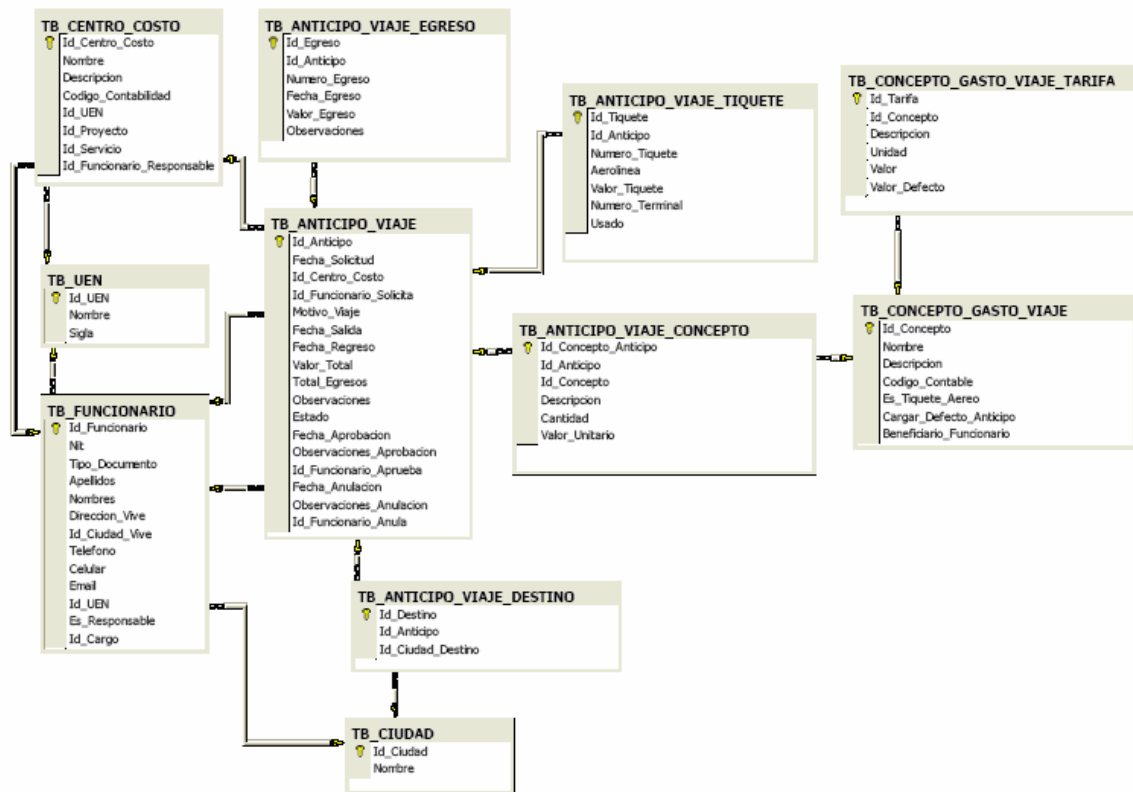 TB_CENTRO_COSTO
Id_Centro_Costo
Nombre
Descripcion
Codigo_Contabilidad
Id_UEN
Id_Proyecto
Id_Servicio
Id_Funcionario_Responsable
TB_ANTICIPO_VIAJE_EGRESO
Id_Egreso
Id_Anticipo
Numero_Egreso
Fecha_Egreso
Valor_Egreso
Observaciones
TB_ANTICIPO_VIAJE_TIQUETE
Id_Tiquete
Id_Anticipo
Numero_Tiquete
Aerolinea
Valor_Tiquete
Numero_Terminal
Usado
TB_CONCEPTO_GASTO_VIAJE_TARIFA
Id_Tarifa
Id_Concepto
Descripcion
Unidad
Valor
Valor_Defecto
TB_UEN
Id_UEN
Nombre
Sigla
TB_ANTICIPO_VIAJE
Id_Anticipo
Fecha_Solicitud
Id_Centro_Costo
Id_Funcionario_Solicita
Motivo_Viaje
Fecha_Salida
Fecha_Regreso
Valor_Total
Total_Egresos
Observaciones
Estado
Fecha_Aprobacion
Observaciones_Aprobacion
Id_Funcionario_Aprueba
Fecha_Anulacion
Observaciones_Anulacion
Id_Funcionario_Anula
TB_ANTICIPO_VIAJE_CONCEPTO
Id_Concepto_Anticipo
Id_Anticipo
Id_Concepto
Descripcion
Cantidad
Valor_Unitario
TB_CONCEPTO_GASTO_VIAJE
Id_Concepto
Nombre
Descripcion
Codigo_Contable
Es_Tiquete_Aereo
Cargar_Defecto_Anticipo
Beneficiario_Funcionario
TB_FUNCIONARIO
Id_Funcionario
Nit
Tipo_Documento
Apellidos
Nombres
Direccion_Vive
Id_Ciudad_Vive
Telefono
Celular
Email
Id_UEN
Es_Responsable
Id_Cargo
TB_ANTICIPO_VIAJE_DESTINO
Id_Destino
Id_Anticipo
Id_Ciudad_Destino
TB_CIUDAD
Id_Ciudad
Nombre